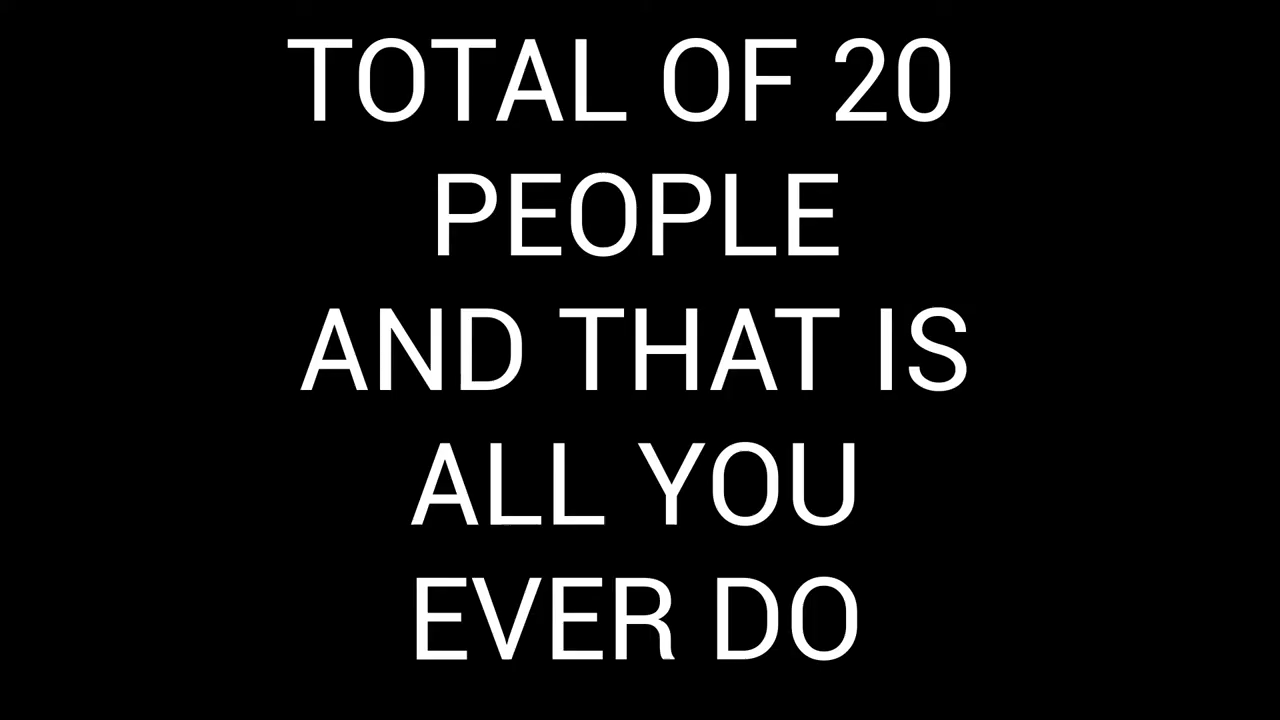 TOTAL OF 20
PEOPLE
AND THAT IS
ALL YOU
EVER DO